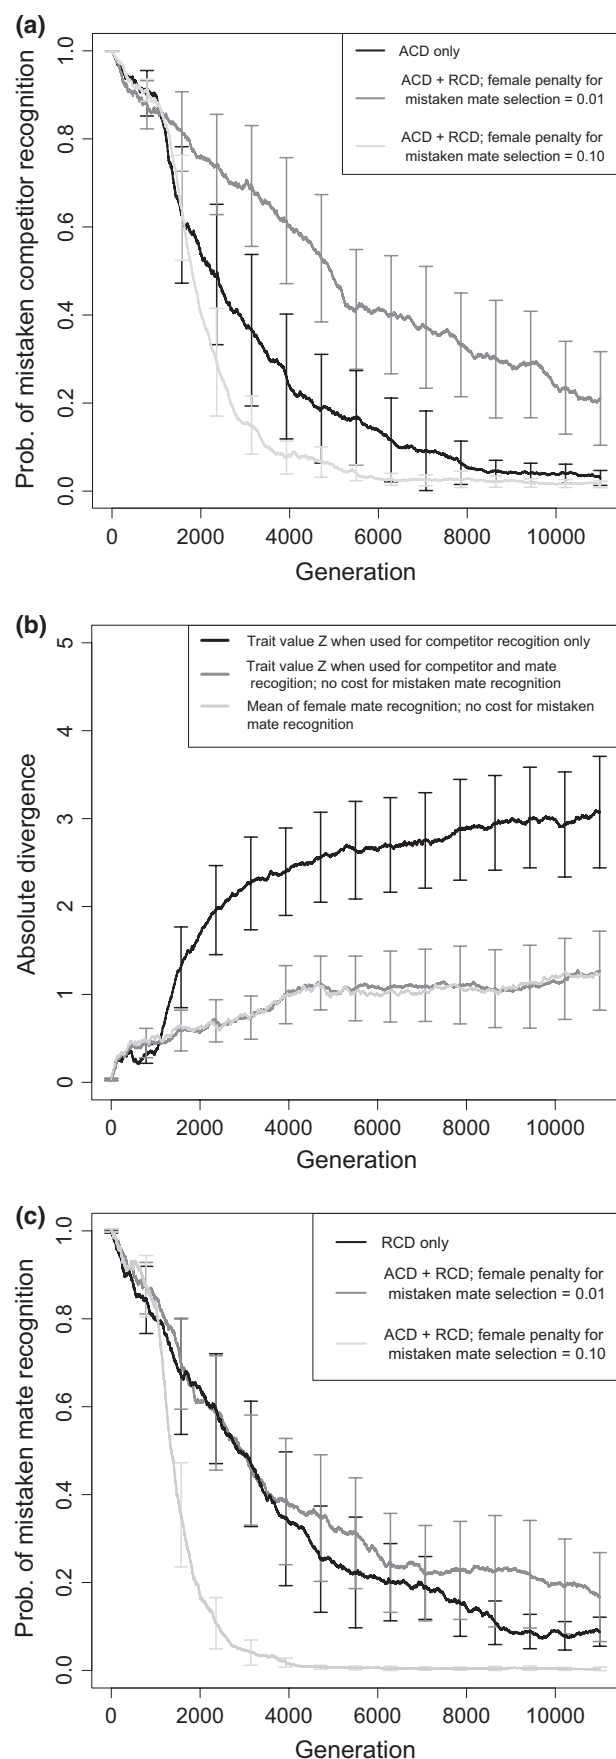 (a)
Prob. of mistaken competitor recognition
1.0
0.8
0.6
0.4
0.2
0.0
ACD only
ACD + RCD; female penalty for
mistaken mate selection = 0.01
ACD + RCD; female penalty for
mistaken mate selection = 0.10
0 2000 4000 6000 8000 10000
Generation
(b)
Absolute divergence
5
4
3
2
1
0
Trait value Z when used for competitor recogition only
Trait value Z when used for competitor and mate
recogition; no cost for mistaken mate recognition
Mean of female mate recognition; no cost for mistaken
mate recognition
0 2000 4000 6000 8000 10000
Generation
(c)
Prob. of mistaken mate recognition
1.0
0.8
0.6
0.4
0.2
0.0
RCD only
ACD + RCD; female penalty for
mistaken mate selection = 0.01
ACD + RCD; female penalty for
mistaken mate selection = 0.10
0 2000 4000 6000 8000 10000
Generation